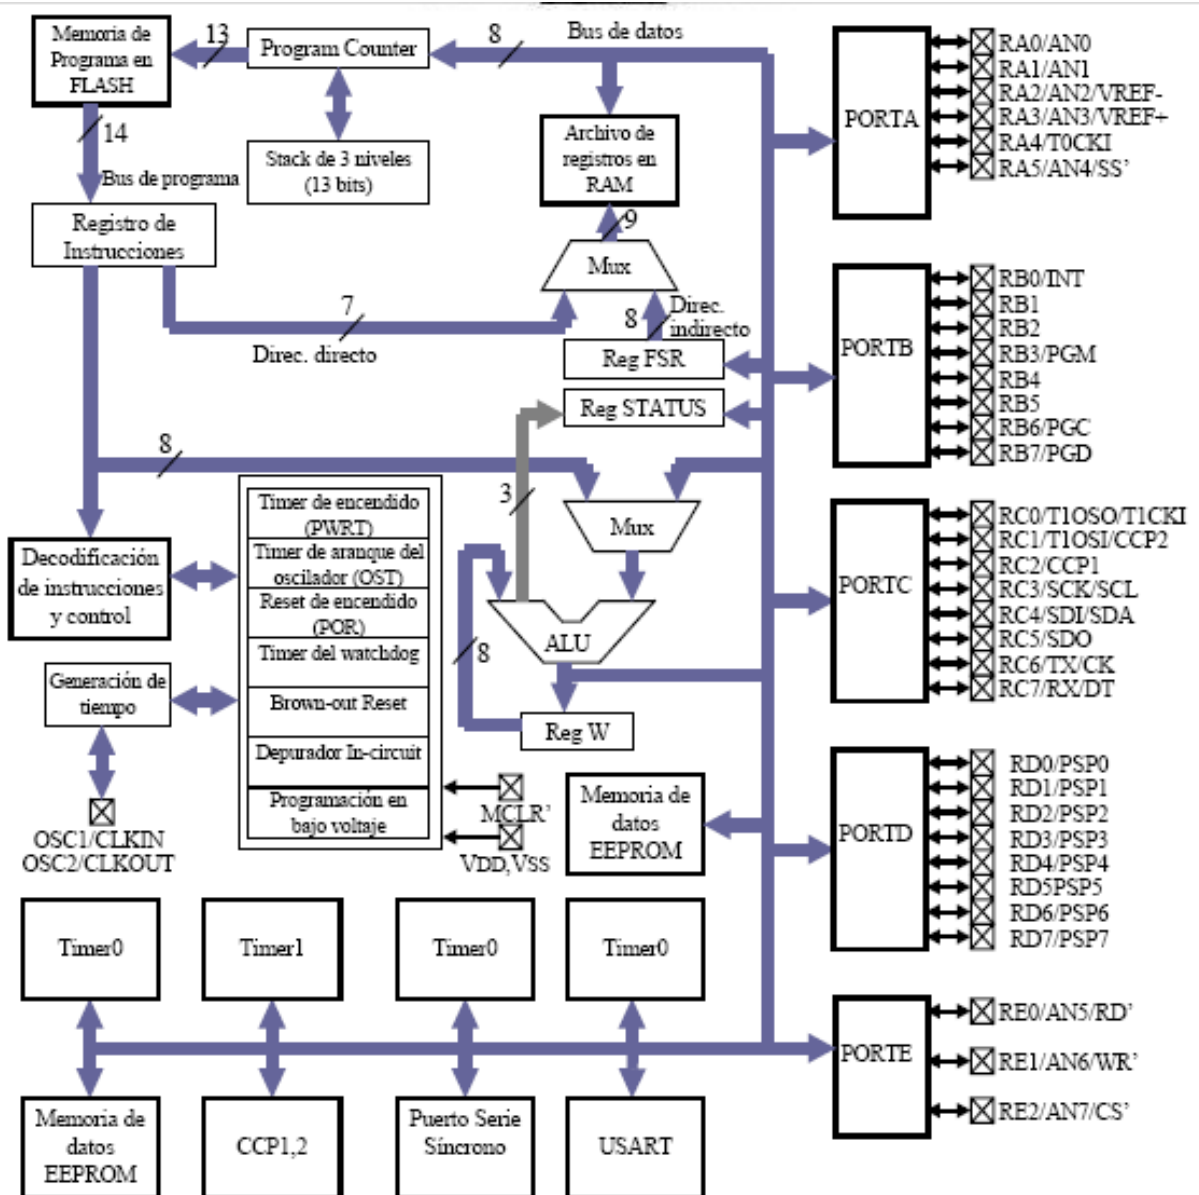 Memoria de
Programa en
FLASH
13
Program Counter
8
Bus de datos
14
Bus de programa
Stack de 3 niveles
(13 bits)
Archivo de
registros en
RAM
9
Registro de
Instrucciones
Mux
7
Direc. directo
8
Direc.
indirecto
Reg FSR
Reg STATUS
8
3
Mux
ALU
8
Reg W
Decodificación
de instrucciones
y control
Timer de encendido
(PWRT)
Timer de aranque del
oscilador (OST)
Reset de encendido
(POR)
Timer del watchdog
Brown-out Reset
Depurador In-circuit
Programación en
bajo voltaje
Generación de
tiempo
OSC1/CLKIN
OSC2/CLKOUT
MCLR'
VDD,VSS
Memoria de
datos
EEPROM
Timer0
Timer1
Timer0
Timer0
Memoria de
datos
EEPROM
CCP1,2
Puerto Serie
Síncrono
USART
PORTA
RA0/AN0
RA1/AN1
RA2/AN2/VREF-
RA3/AN3/VREF+
RA4/T0CKI
RA5/AN4/SS'
PORTB
RB0/INT
RB1
RB2
RB3/PGM
RB4
RB5
RB6/PGC
RB7/PGD
PORTC
RC0/T1OSO/T1CKI
RC1/T1OSI/CCP2
RC2/CCP1
RC3/SCK/SCL
RC4/SDI/SDA
RC5/SDO
RC6/TX/CK
RC7/RX/DT
PORTD
RD0/PSP0
RD1/PSP1
RD2/PSP2
RD3/PSP3
RD4/PSP4
RD5PSP5
RD6/PSP6
RD7/PSP7
PORTE
RE0/AN5/RD'
RE1/AN6/WR'
RE2/AN7/CS'